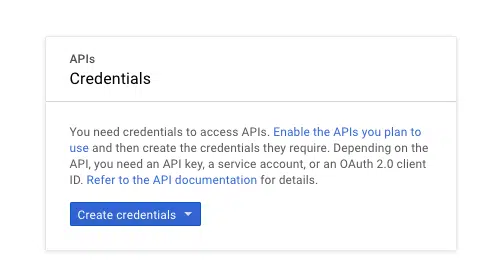 APIs
Credentials
You need credentials to access APIs. Enable the APIs you plan to
use and then create the credentials they require. Depending on the
API, you need an API key, a service account, or an OAuth 2.0 client
ID. Refer to the API documentation for details.
Create credentials